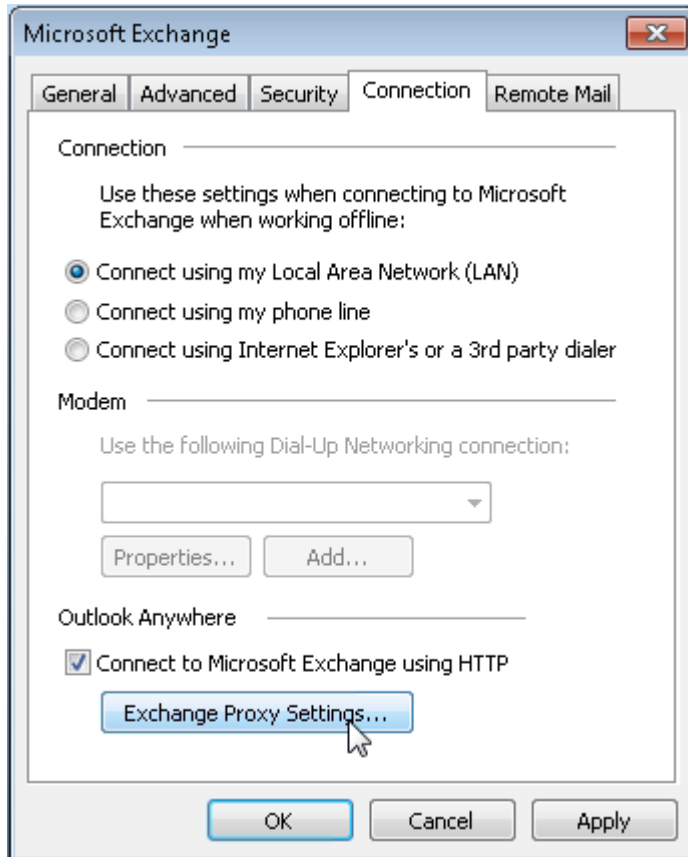 Microsoft Exchange
General Advanced Security Connection Remote Mail
Connection
Use these settings when connecting to Microsoft
Exchange when working offline:
Connect using my Local Area Network (LAN)
Connect using my phone line
Connect using Internet Explorer's or a 3rd party dialer
Modem
Use the following Dial-Up Networking connection:
Properties... Add...
Outlook Anywhere
Connect to Microsoft Exchange using HTTP
Exchange Proxy Settings...
OK Cancel Apply